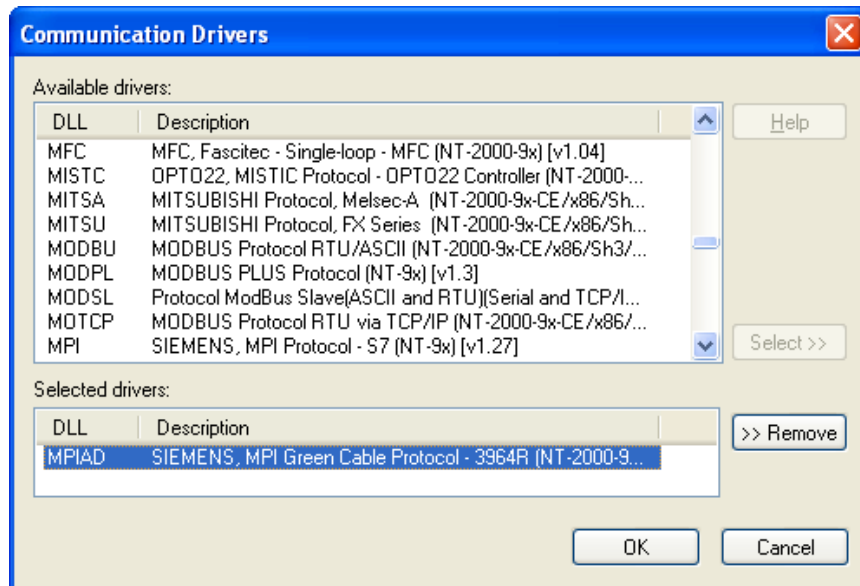 Communication Drivers
Available drivers:
DLL Description
Help
MFC MFC, Fascitec - Single-loop - MFC (NT-2000-9x) [v1.04]
MISTC OPTO22, MISTIC Protocol - OPTO22 Controller (NT-2000-...
MITSA MITSUBISHI Protocol, Melsec-A (NT-2000-9x-CE/x86/Sh...
MITSU MITSUBISHI Protocol, FX Series (NT-2000-9x-CE/x86/Sh...
MODBU MODBUS Protocol RTU/ASCII (NT-2000-9x-CE/x86/Sh3/...
MODPL MODBUS PLUS Protocol (NT-9x) [v1.3]
MODSL Protocol ModBus Slave(ASCII and RTU)(Serial and TCP/I...
MOTCP MODBUS Protocol RTU via TCP/IP (NT-2000-9x-CE/x86/...
MPI SIEMENS, MPI Protocol - S7 (NT-9x) [v1.27]
Select >>
Selected drivers:
DLL Description
>> Remove
MPIAD SIEMENS, MPI Green Cable Protocol - 3964R (NT-2000-9...
OK Cancel